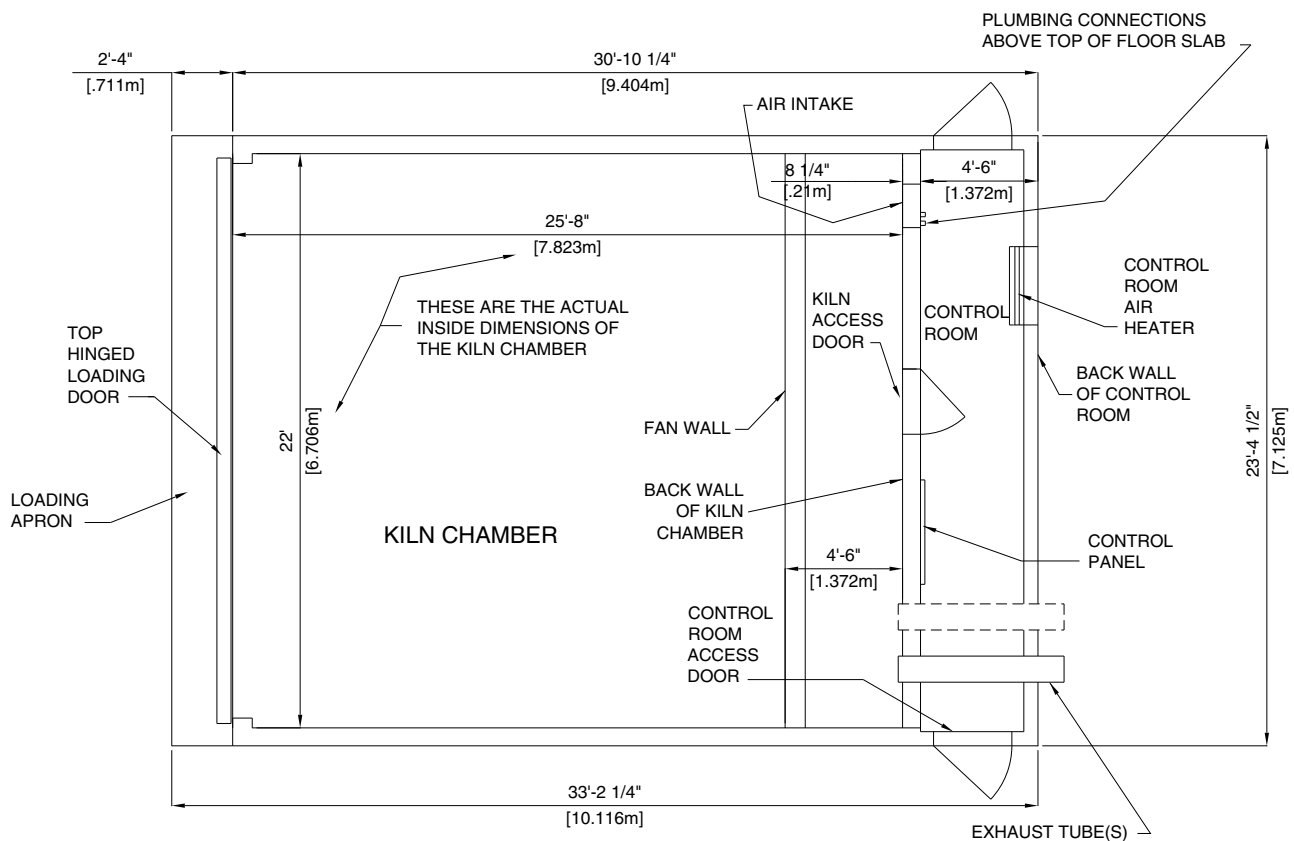 PLUMBING CONNECTIONS
ABOVE TOP OF FLOOR SLAB
2'-4"
[.711m]
30'-10 1/4"
[9.404m]
AIR INTAKE
8 1/4"
[.21m]
4'-6"
[1.372m]
25'-8"
[7.823m]
THESE ARE THE ACTUAL
INSIDE DIMENSIONS OF
THE KILN CHAMBER
KILN
ACCESS
DOOR
CONTROL
ROOM
CONTROL
ROOM
AIR
HEATER
TOP
HINGED
LOADING
DOOR
BACK WALL
OF CONTROL
ROOM
22'
[6.706m]
FAN WALL
23'-4 1/2"
[7.125m]
LOADING
APRON
BACK WALL
OF KILN
CHAMBER
KILN CHAMBER
CONTROL
PANEL
4'-6"
[1.372m]
CONTROL
ROOM
ACCESS
DOOR
33'-2 1/4"
[10.116m]
EXHAUST TUBE(S)